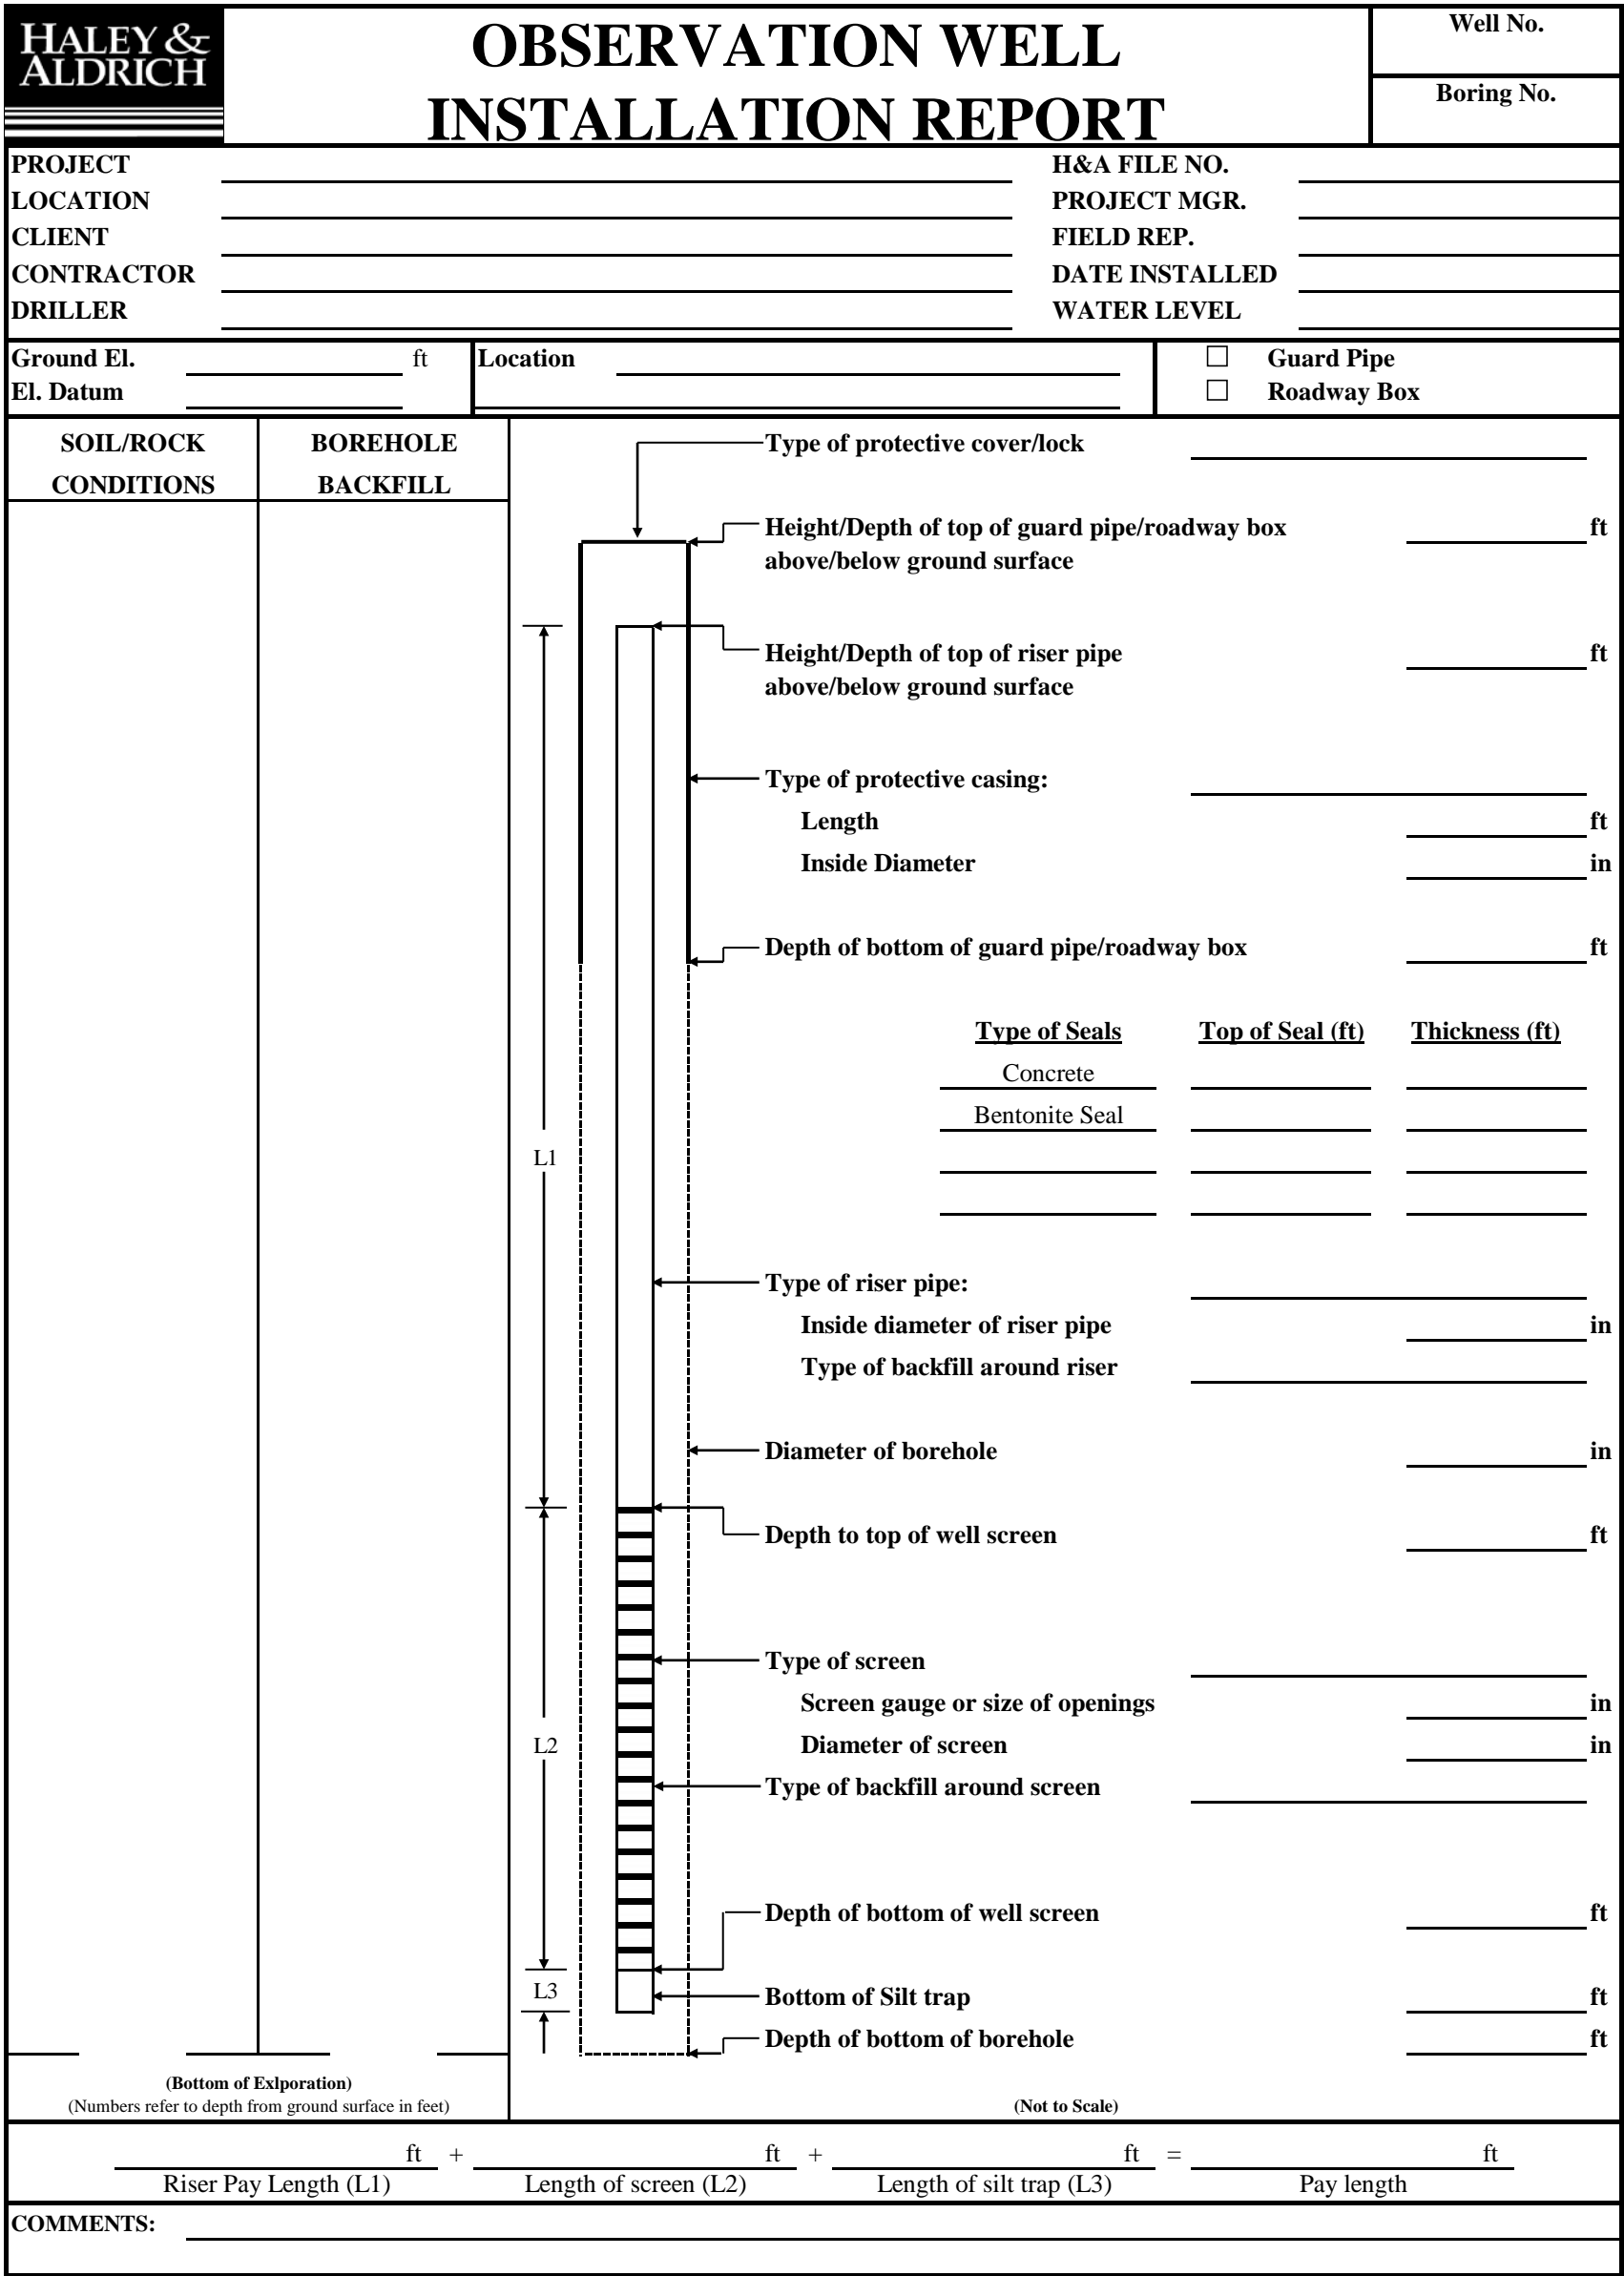 HALEY &
ALDRICH
OBSERVATION WELL
INSTALLATION REPORT
Well No.
Boring No.
PROJECT
H&A FILE NO.
LOCATION
PROJECT MGR.
CLIENT
FIELD REP.
CONTRACTOR
DATE INSTALLED
DRILLER
WATER LEVEL
Ground El. ft
El. Datum
Location
Guard Pipe
Roadway Box
SOIL/ROCK
CONDITIONS
BOREHOLE
BACKFILL
Type of protective cover/lock
Height/Depth of top of guard pipe/roadway box ft
above/below ground surface
Height/Depth of top of riser pipe ft
above/below ground surface
Type of protective casing:
Length ft
Inside Diameter in
Depth of bottom of guard pipe/roadway box ft
Type of Seals Top of Seal (ft) Thickness (ft)
Concrete
Bentonite Seal
L1
Type of riser pipe:
Inside diameter of riser pipe in
Type of backfill around riser
Diameter of borehole in
Depth to top of well screen ft
Type of screen
Screen gauge or size of openings in
L2
Diameter of screen in
Type of backfill around screen
Depth of bottom of well screen ft
L3
Bottom of Silt trap ft
Depth of bottom of borehole ft
(Bottom of Exlporation)
(Numbers refer to depth from ground surface in feet)
(Not to Scale)
ft + ft + ft = ft
Riser Pay Length (L1) Length of screen (L2) Length of silt trap (L3) Pay length
COMMENTS: